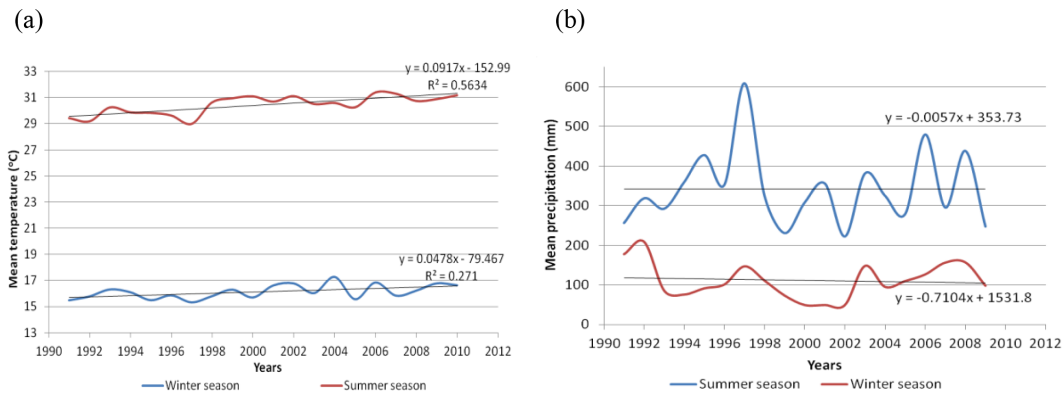 (a)
y = 0.0917x - 152.99
R² = 0.5634
33
31
29
27
25
23
21
19
17
15
13
Mean temperature (°C)
y = 0.0478x - 79.467
R² = 0.271
1990 1992 1994 1996 1998 2000 2002 2004 2006 2008 2010 2012
Years
Winter season Summer season
(b)
600
500
400
300
200
100
0
Mean precipitation (mm)
y = -0.0057x + 353.73
y = -0.7104x + 1531.8
1990 1992 1994 1996 1998 2000 2002 2004 2006 2008 2010 2012
Years
Summer season Winter season